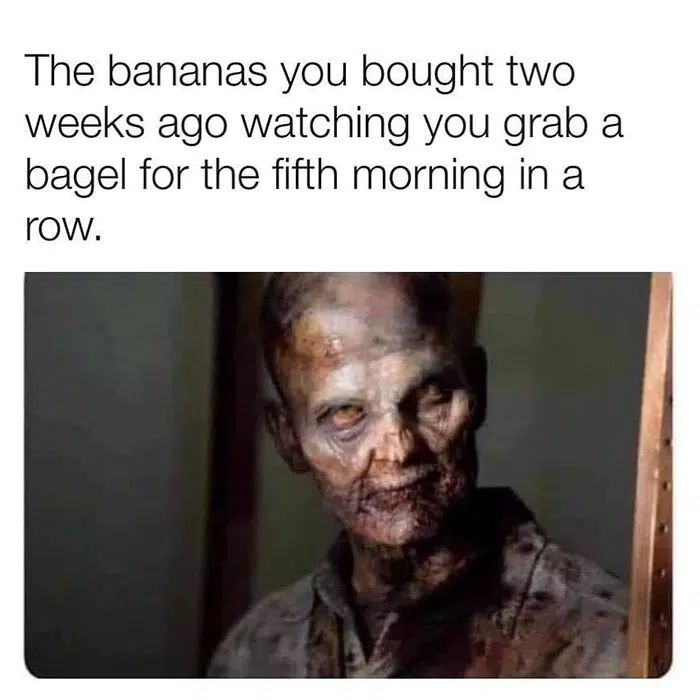 The bananas you bought two
weeks ago watching you grab a
bagel for the fifth morning in a
row.